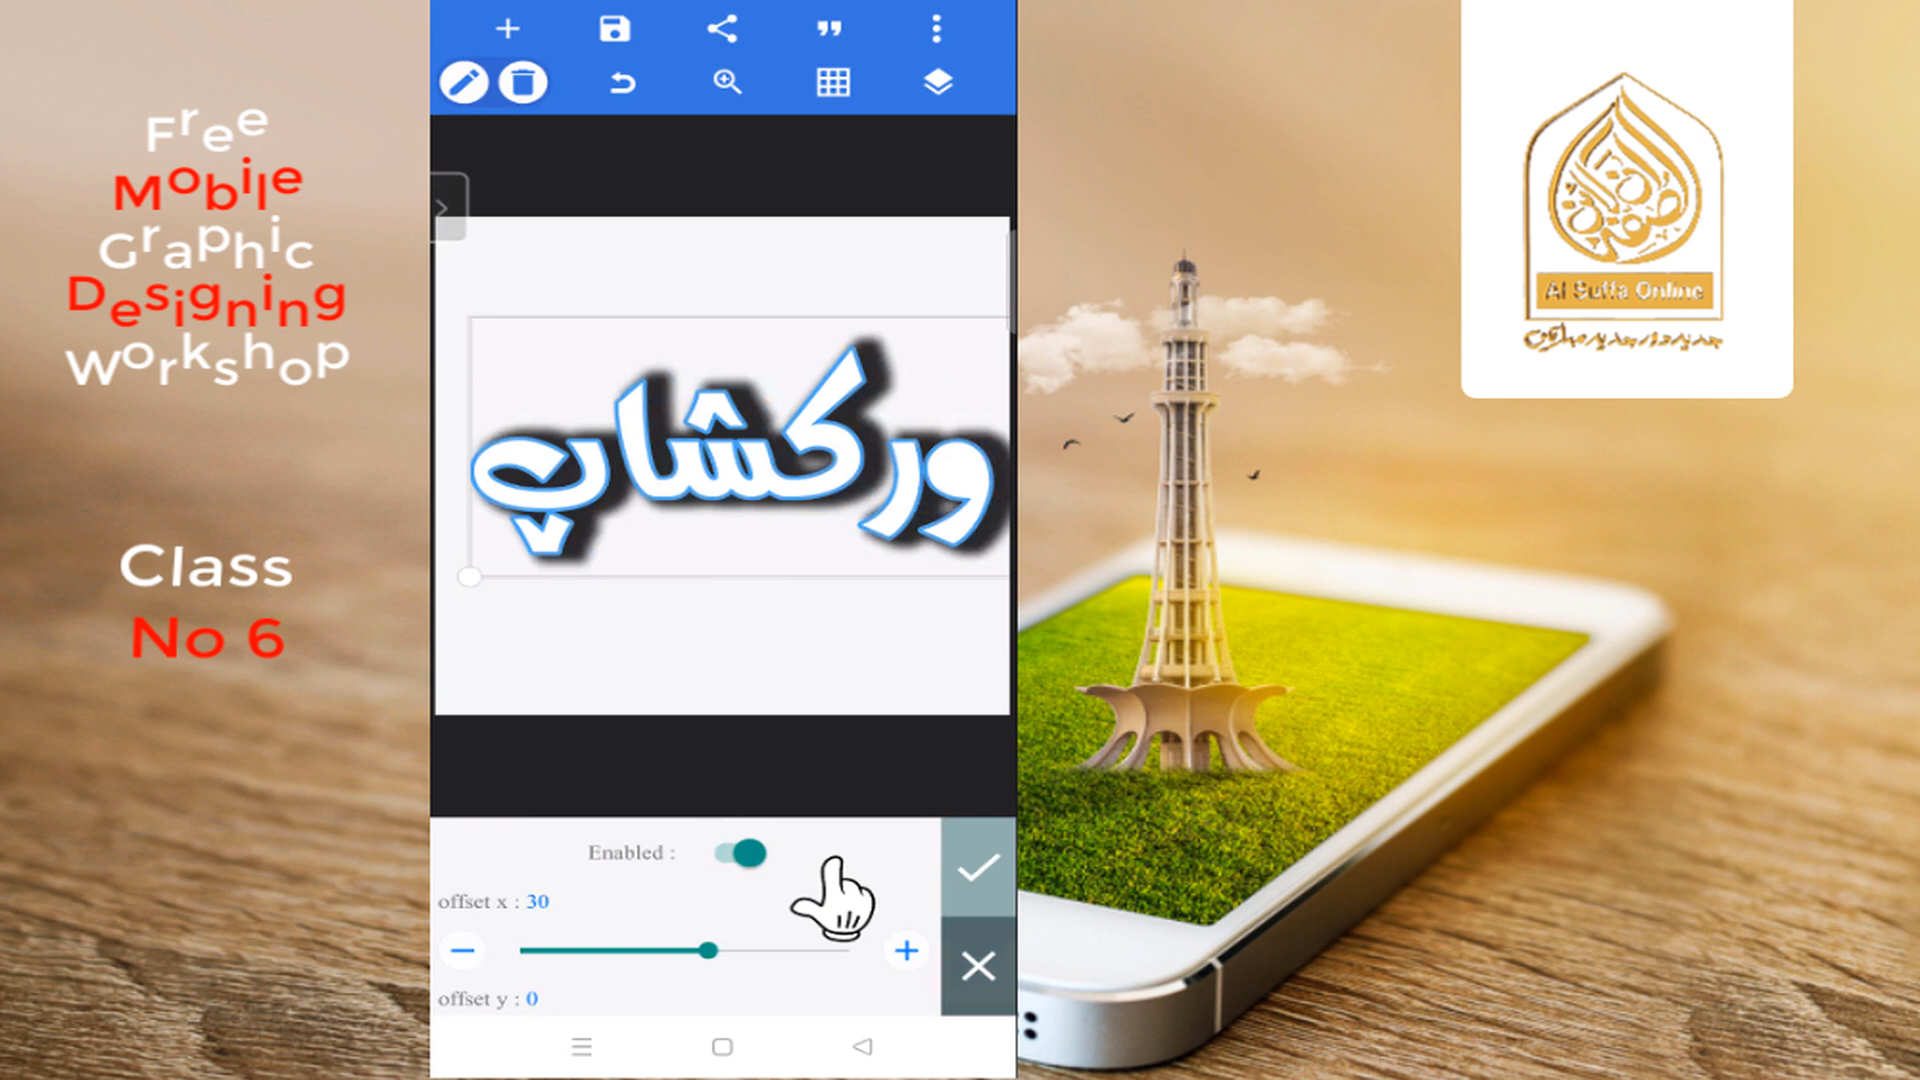 Free
Mobile
Graphic
Designing
Workshop
Class
No 6
ورکشاپ
Enabled :
offset x : 30
offset y : 0
Al Suffa Online